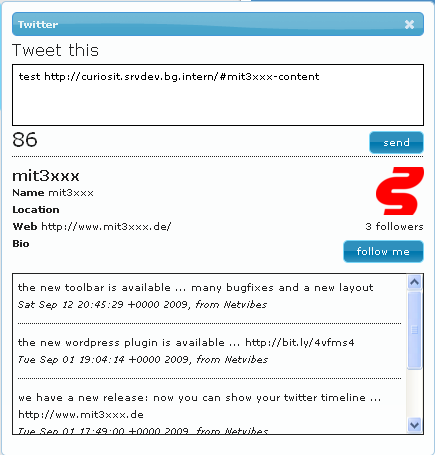 Twitter
Tweet this
test http://curiosit.srvdev.bg.intern/#mit3xxx-content
86
send
mit3xxx
Name mit3xxx
Location
Web http://www.mit3xxx.de/
3 followers
Bio
follow me
the new toolbar is available ... many bugfixes and a new layout
Sat Sep 12 20:45:29 +0000 2009, from Netvibes
the new wordpress plugin is available ... http://bit.ly/4vfms4
Tue Sep 01 19:04:14 +0000 2009, from Netvibes
we have a new release: now you can show your twitter timeline ...
http://www.mit3xxx.de
Tue Sep 01 17:49:00 +0000 2009, from Netvibes